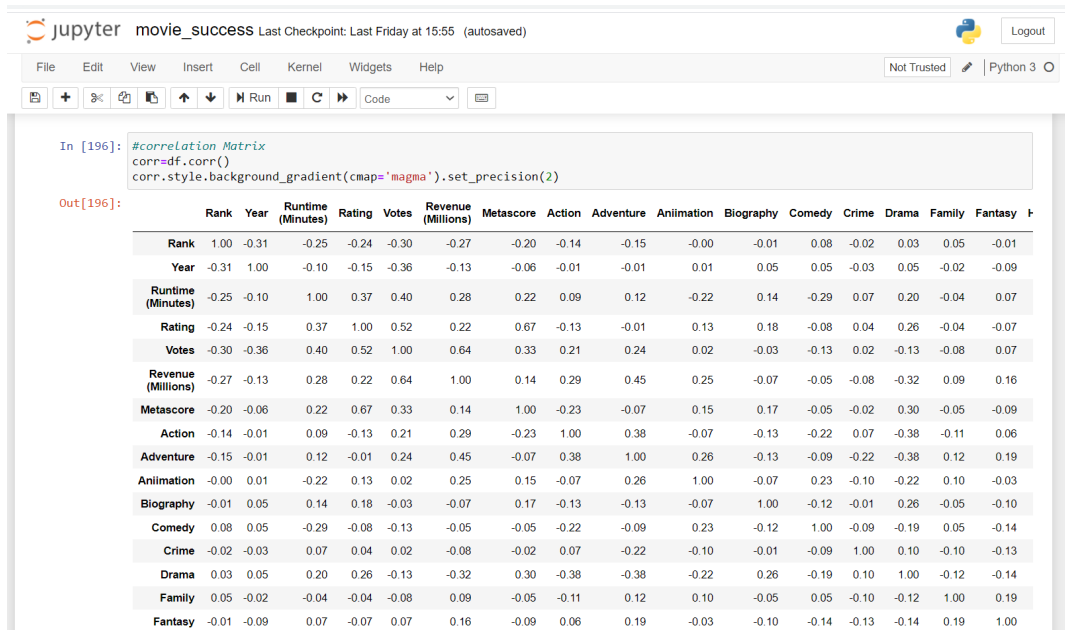 jupyter movie_success Last Checkpoint: Last Friday at 15:55 (autosaved) Logout
File Edit View Insert Cell Kernel Widgets Help Not Trusted Python 3
Run Code
In [196]: #correlation Matrix
corr=df.corr()
corr.style.background_gradient(cmap='magma').set_precision(2)
Out[196]:
Rank Year Runtime (Minutes) Rating Votes Revenue (Millions) Metascore Action Adventure Aniimation Biography Comedy Crime Drama Family Fantasy
Rank 1.00 -0.31 -0.25 -0.24 -0.30 -0.27 -0.20 -0.14 -0.15 -0.00 -0.01 0.08 -0.02 0.03 0.05 -0.01
Year -0.31 1.00 -0.10 -0.15 -0.36 -0.13 -0.06 -0.01 -0.01 0.01 0.05 0.05 -0.03 0.05 -0.02 -0.09
Runtime (Minutes) -0.25 -0.10 1.00 0.37 0.40 0.28 0.22 0.09 0.12 -0.22 0.14 -0.29 0.07 0.20 -0.04 0.07
Rating -0.24 -0.15 0.37 1.00 0.52 0.22 0.67 -0.13 -0.01 0.13 0.18 -0.08 0.04 0.26 -0.04 -0.07
Votes -0.30 -0.36 0.40 0.52 1.00 0.64 0.33 0.21 0.24 0.02 -0.03 -0.13 0.02 -0.13 -0.08 0.07
Revenue (Millions) -0.27 -0.13 0.28 0.22 0.64 1.00 0.14 0.29 0.45 0.25 -0.07 -0.05 -0.08 -0.32 0.09 0.16
Metascore -0.20 -0.06 0.22 0.67 0.33 0.14 1.00 -0.23 -0.07 0.15 0.17 -0.05 -0.02 0.30 -0.05 -0.09
Action -0.14 -0.01 0.09 -0.13 0.21 0.29 -0.23 1.00 0.38 -0.07 -0.13 -0.22 0.07 -0.38 -0.11 0.06
Adventure -0.15 -0.01 0.12 -0.01 0.24 0.45 -0.07 0.38 1.00 0.26 -0.13 -0.09 -0.22 -0.38 0.12 0.19
Aniimation -0.00 0.01 -0.22 0.13 0.02 0.25 0.15 -0.07 0.26 1.00 -0.07 0.23 -0.10 -0.22 0.10 -0.03
Biography -0.01 0.05 0.14 0.18 -0.03 -0.07 0.17 -0.13 -0.13 -0.07 1.00 -0.12 -0.01 0.26 -0.05 -0.10
Comedy 0.08 0.05 -0.29 -0.08 -0.13 -0.05 -0.05 -0.22 -0.09 0.23 -0.12 1.00 -0.09 -0.19 0.05 -0.14
Crime -0.02 -0.03 0.07 0.04 0.02 -0.08 -0.02 0.07 -0.22 -0.10 -0.01 -0.09 1.00 0.10 -0.10 -0.13
Drama 0.03 0.05 0.20 0.26 -0.13 -0.32 0.30 -0.38 -0.38 -0.22 0.26 -0.19 0.10 1.00 -0.12 -0.14
Family 0.05 -0.02 -0.04 -0.04 -0.08 0.09 -0.05 -0.11 0.12 0.10 -0.05 0.05 -0.10 -0.12 1.00 0.19
Fantasy -0.01 -0.09 0.07 -0.07 0.07 0.16 -0.09 0.06 0.19 -0.03 -0.10 -0.14 -0.13 -0.14 0.19 1.00